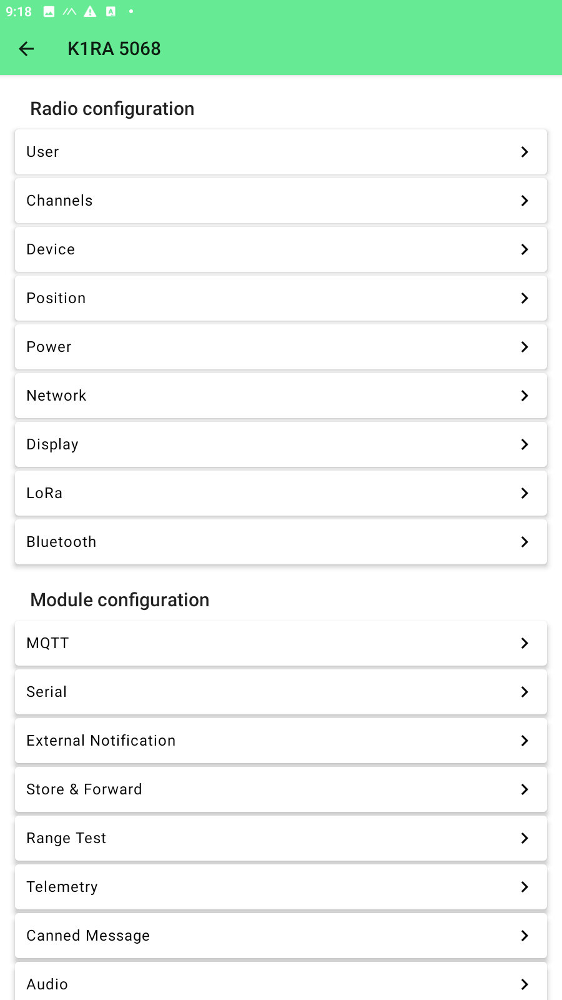 9:18
K1RA 5068
Radio configuration
User
Channels
Device
Position
Power
Network
Display
LoRa
Bluetooth
Module configuration
MQTT
Serial
External Notification
Store & Forward
Range Test
Telemetry
Canned Message
Audio